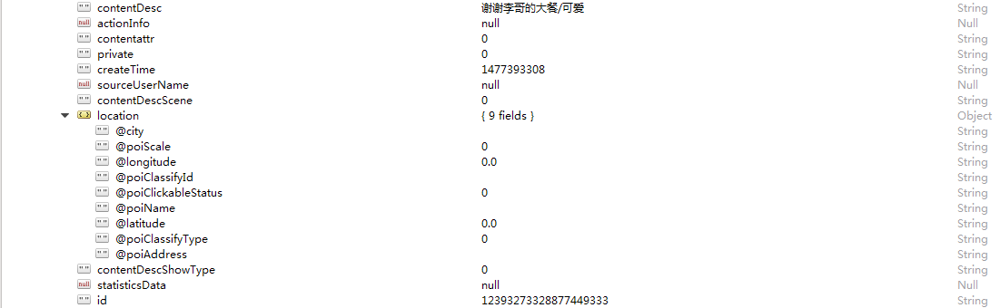 contentDesc 谢谢李哥的大餐/可爱 String
actionInfo null Null
contentattr 0 String
private 0 String
createTime 1477393308 String
sourceUserName null Null
contentDescScene 0 String
location { 9 fields } Object
@city String
@poiScale 0 String
@longitude 0.0 String
@poiClassifyId String
@poiClickableStatus 0 String
@poiName String
@latitude 0.0 String
@poiClassifyType 0 String
@poiAddress String
contentDescShowType 0 String
statisticsData null Null
id 12393273328877449333 String